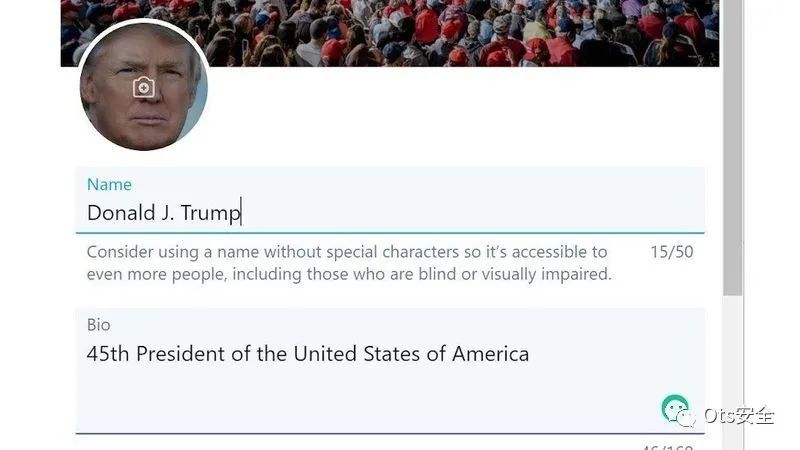 Name
Donald J. Trump
Consider using a name without special characters so it's accessible to
even more people, including those who are blind or visually impaired.
15/50
Bio
45th President of the United States of America
Ots安全
46/160